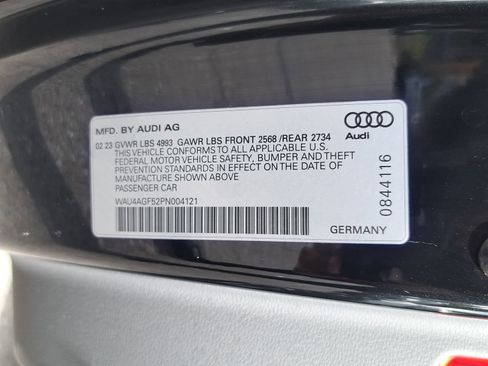 MFD. BY AUDI AG
Audi
02 23 GVWR LBS 4993 GAWR LBS FRONT 2568 /REAR 2734
THIS VEHICLE CONFORMS TO ALL APPLICABLE U.S.
FEDERAL MOTOR VEHICLE SAFETY, BUMPER AND THEFT
PREVENTION STANDARDS IN EFFECT ON THE DATE OF
MANUFACTURE SHOWN ABOVE
PASSENGER CAR
WAU4AGF52PN004121
0844116
GERMANY